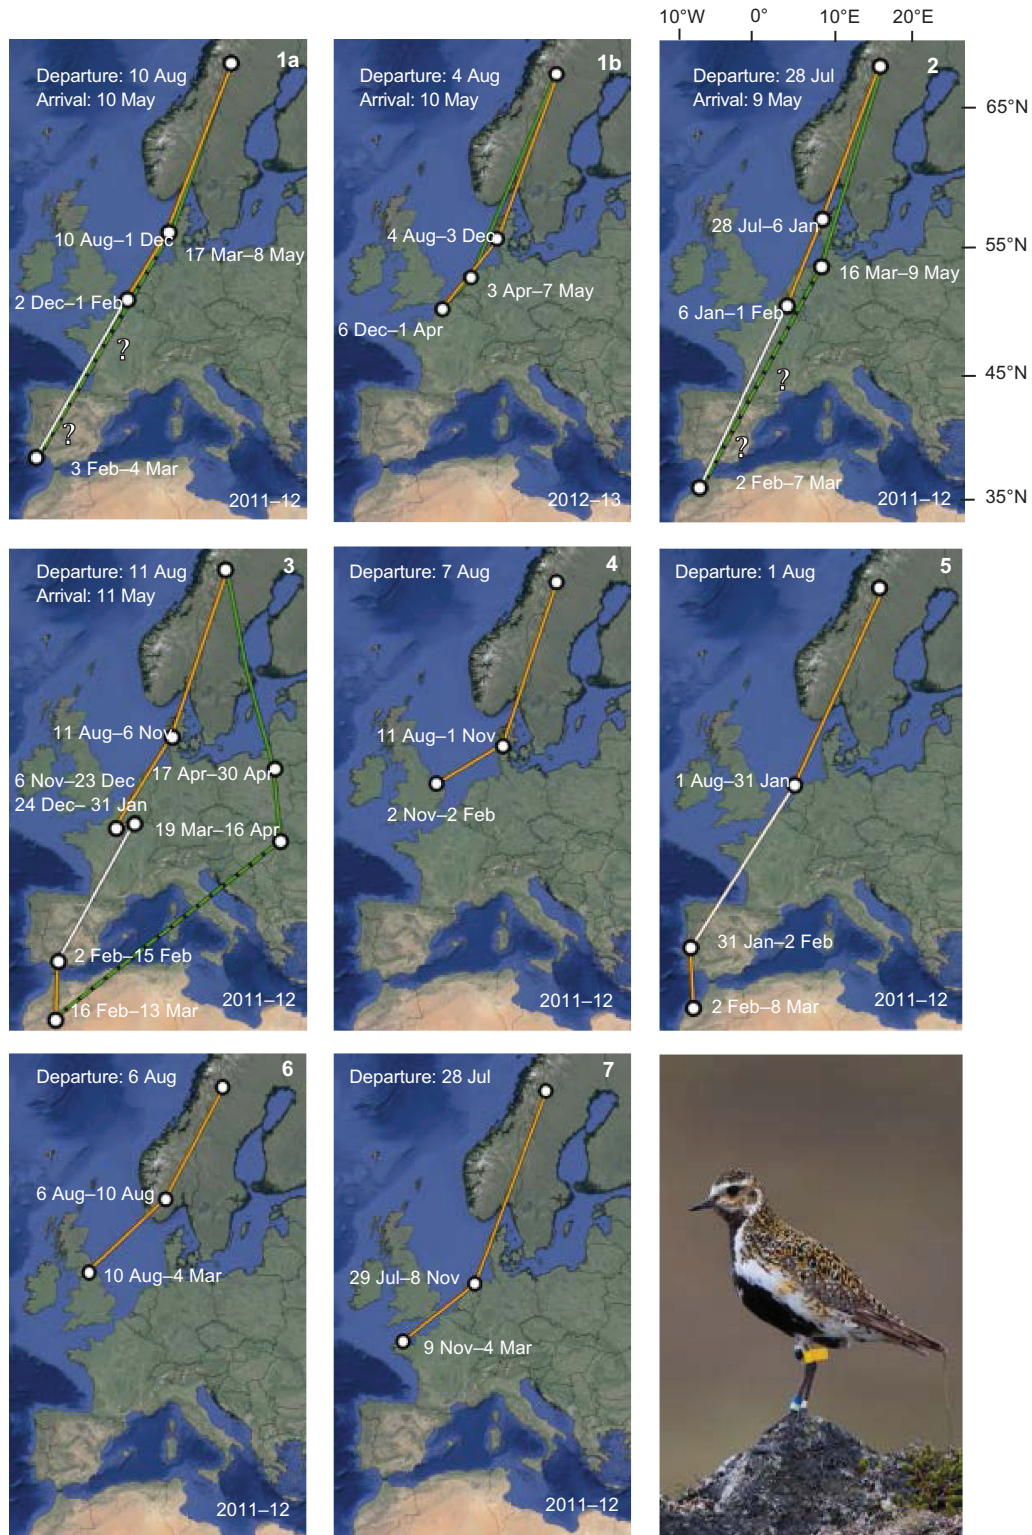 10°W 0° 10°E 20°E
65°N
55°N
45°N
35°N
1a
Departure: 10 Aug
Arrival: 10 May
10 Aug–1 Dec
17 Mar–8 May
2 Dec–1 Feb
?
?
3 Feb–4 Mar
2011–12
1b
Departure: 4 Aug
Arrival: 10 May
4 Aug–3 Dec
3 Apr–7 May
6 Dec–1 Apr
2012–13
2
Departure: 28 Jul
Arrival: 9 May
28 Jul–6 Jan
16 Mar–9 May
6 Jan–1 Feb
?
?
2 Feb–7 Mar
2011–12
3
Departure: 11 Aug
Arrival: 11 May
11 Aug–6 Nov
6 Nov–23 Dec
17 Apr–30 Apr
24 Dec– 31 Jan
19 Mar–16 Apr
2 Feb–15 Feb
16 Feb–13 Mar
2011–12
4
Departure: 7 Aug
11 Aug–1 Nov
2 Nov–2 Feb
2011–12
5
Departure: 1 Aug
1 Aug–31 Jan
31 Jan–2 Feb
2 Feb–8 Mar
2011–12
6
Departure: 6 Aug
6 Aug–10 Aug
10 Aug–4 Mar
2011–12
7
Departure: 28 Jul
29 Jul–8 Nov
9 Nov–4 Mar
2011–12